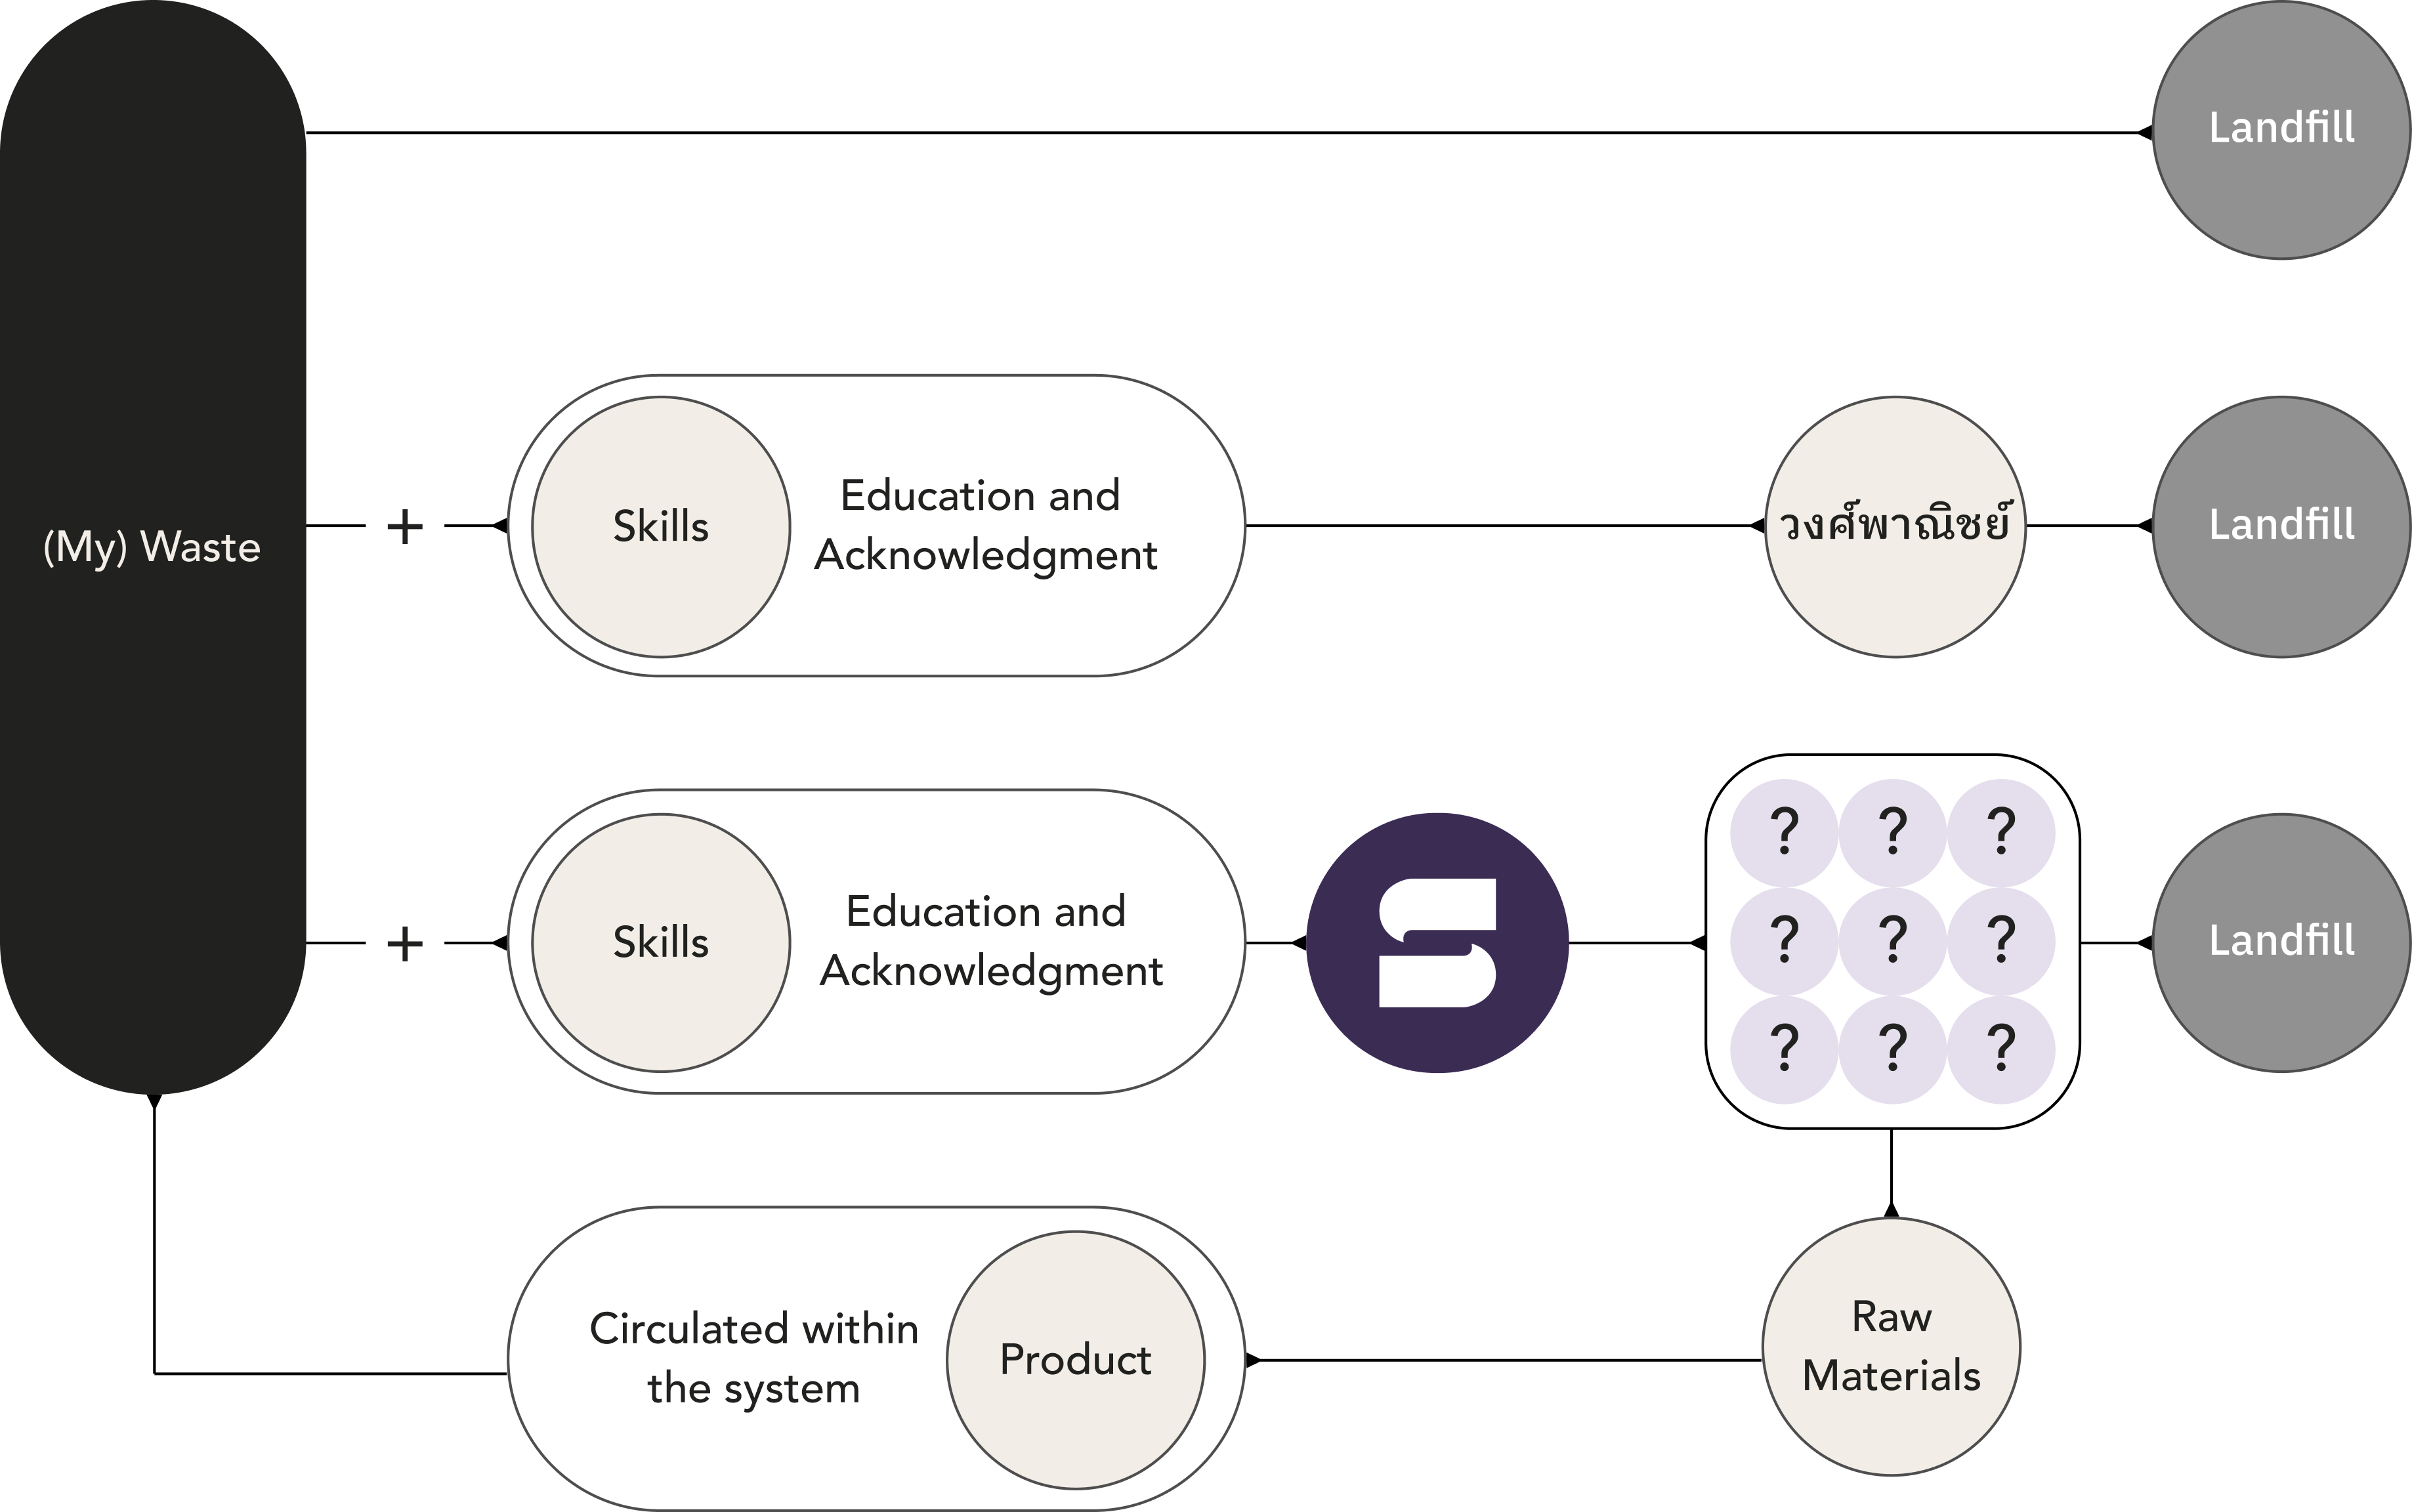 Landfill
(My) Waste
+
Skills
Education and
Acknowledgment
วงศ์พาณิชย์
Landfill
+
Skills
Education and
Acknowledgment
S
? ? ?
? ? ?
? ? ?
Landfill
Circulated within
the system
Product
Raw
Materials